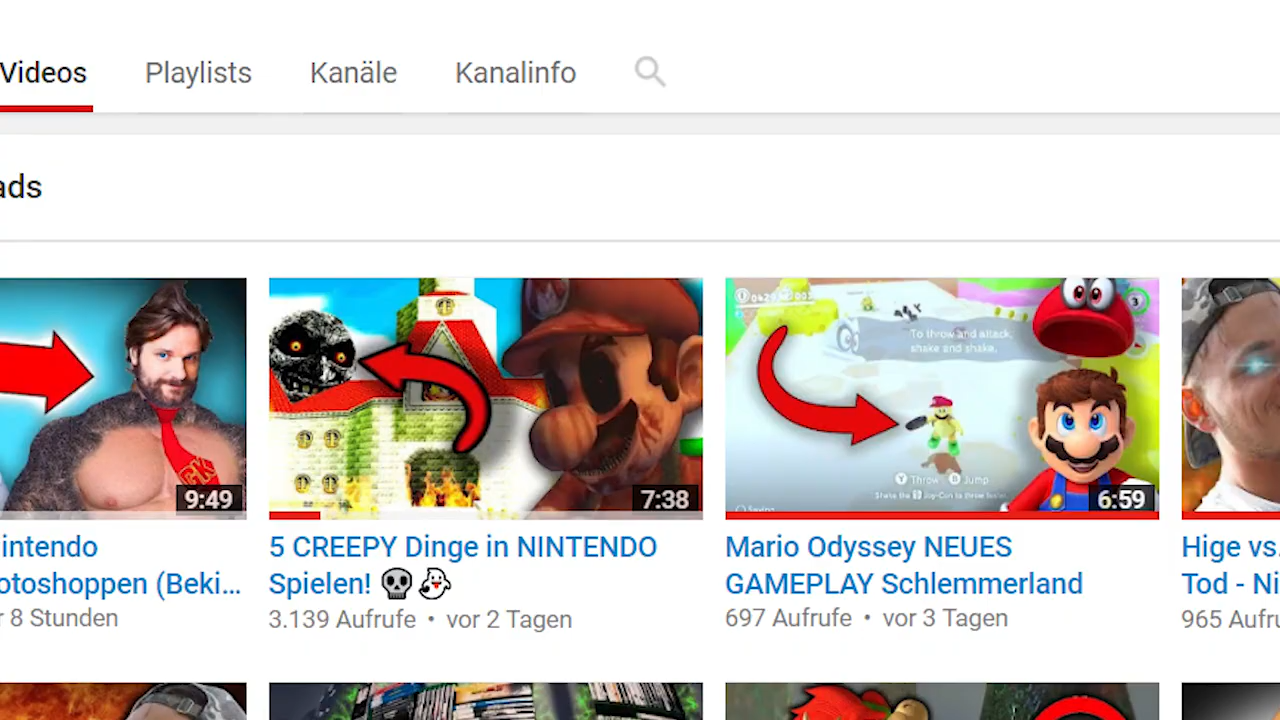 Videos Playlists Kanäle Kanalinfo
ads
To throw and attack,
shake and shake.
Throw Jump
9:49 7:38 6:59
intendo
otoshoppen (Beki...
r 8 Stunden
5 CREEPY Dinge in NINTENDO
Spielen! 💀👻
3.139 Aufrufe • vor 2 Tagen
Mario Odyssey NEUES
GAMEPLAY Schlemmerland
697 Aufrufe • vor 3 Tagen
Hige vs.
Tod - Ni
965 Aufru